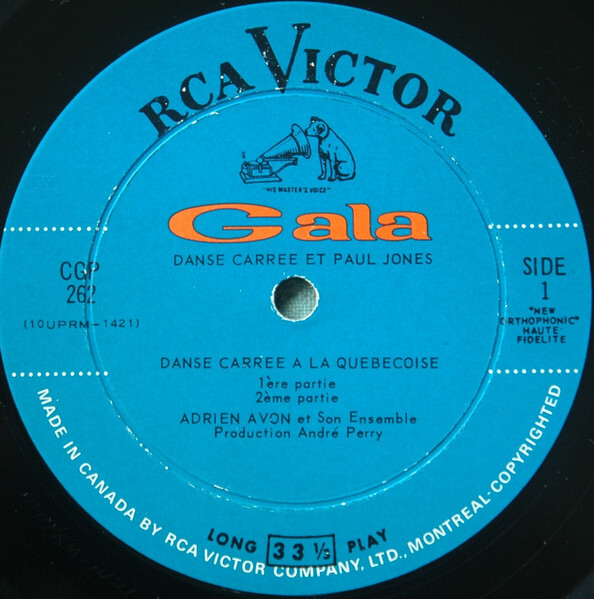 RCA VICTOR
"HIS MASTER'S VOICE"
Gala
DANSE CARREE ET PAUL JONES
CGP
262
(10UPRM-1421)
SIDE
1
"NEW
ORTHOPHONIC"
HAUTE
FIDELITE
DANSE CARREE A LA QUEBECOISE
1ère partie
2ème partie
ADRIEN AVON et Son Ensemble
Production André Perry
LONG 33 1/3 PLAY
MADE IN CANADA BY RCA VICTOR COMPANY, LTD., MONTREAL-COPYRIGHTED